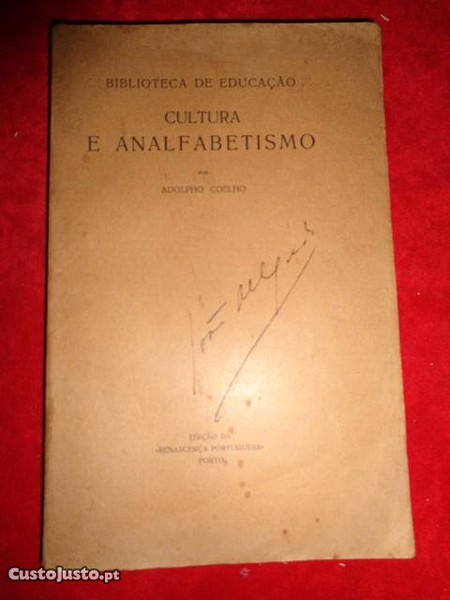 BIBLIOTECA DE EDUCAÇÃO
CULTURA
E ANALFABETISMO
POR
ADOLPHO COELHO
EDIÇÃO DA
«RENASCENÇA PORTUGUESA»
PORTO
CustoJusto.pt